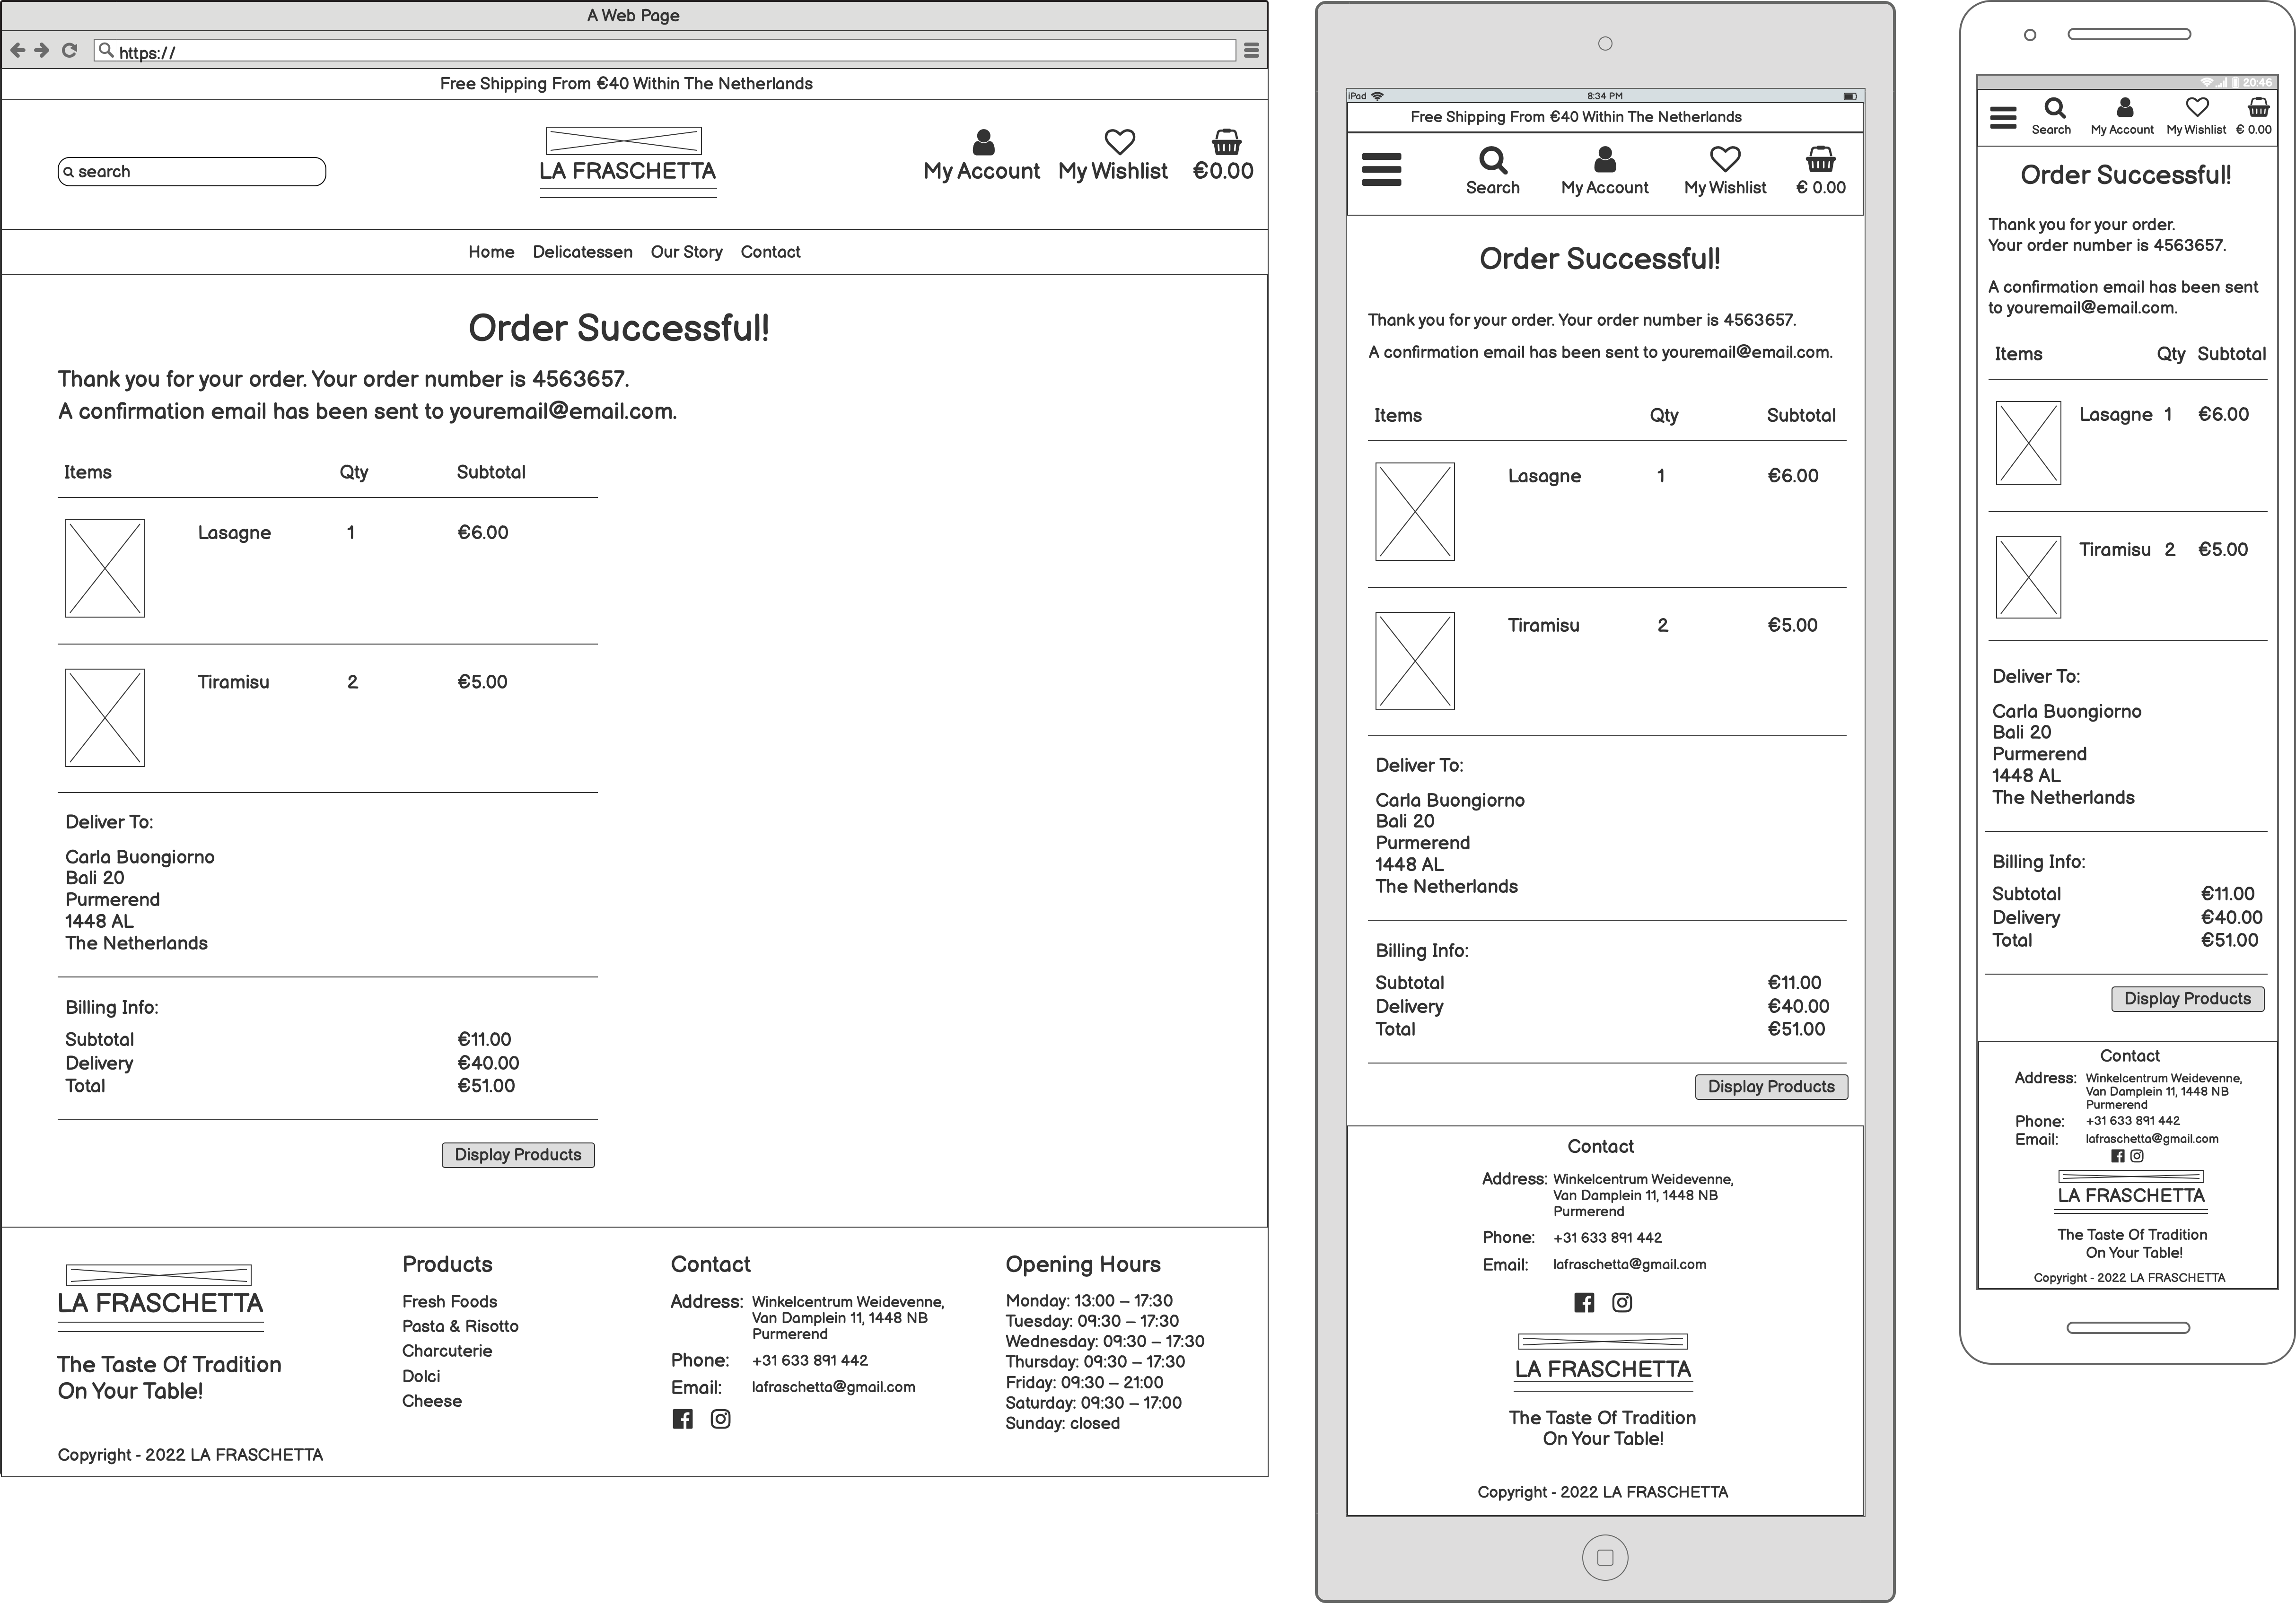 A Web Page
https://
Free Shipping From €40 Within The Netherlands
search
LA FRASCHETTA
My Account My Wishlist €0.00
Home Delicatessen Our Story Contact
Order Successful!
Thank you for your order. Your order number is 4563657.
A confirmation email has been sent to youremail@email.com.
Items Qty Subtotal
Lasagne 1 €6.00
Tiramisu 2 €5.00
Deliver To:
Carla Buongiorno
Bali 20
Purmerend
1448 AL
The Netherlands
Billing Info:
Subtotal €11.00
Delivery €40.00
Total €51.00
Display Products
LA FRASCHETTA
The Taste Of Tradition
On Your Table!
Copyright - 2022 LA FRASCHETTA
Products
Fresh Foods
Pasta & Risotto
Charcuterie
Dolci
Cheese
Contact
Address: Winkelcentrum Weidevenne,
Van Damplein 11, 1448 NB
Purmerend
Phone: +31 633 891 442
Email: lafraschetta@gmail.com
Opening Hours
Monday: 13:00 – 17:30
Tuesday: 09:30 – 17:30
Wednesday: 09:30 – 17:30
Thursday: 09:30 – 17:30
Friday: 09:30 – 21:00
Saturday: 09:30 – 17:00
Sunday: closed
iPad 8:34 PM
Free Shipping From €40 Within The Netherlands
Search My Account My Wishlist € 0.00
Order Successful!
Thank you for your order. Your order number is 4563657.
A confirmation email has been sent to youremail@email.com.
Items Qty Subtotal
Lasagne 1 €6.00
Tiramisu 2 €5.00
Deliver To:
Carla Buongiorno
Bali 20
Purmerend
1448 AL
The Netherlands
Billing Info:
Subtotal €11.00
Delivery €40.00
Total €51.00
Display Products
Contact
Address: Winkelcentrum Weidevenne,
Van Damplein 11, 1448 NB
Purmerend
Phone: +31 633 891 442
Email: lafraschetta@gmail.com
LA FRASCHETTA
The Taste Of Tradition
On Your Table!
Copyright - 2022 LA FRASCHETTA
20:46
Search My Account My Wishlist € 0.00
Order Successful!
Thank you for your order.
Your order number is 4563657.
A confirmation email has been sent
to youremail@email.com.
Items Qty Subtotal
Lasagne 1 €6.00
Tiramisu 2 €5.00
Deliver To:
Carla Buongiorno
Bali 20
Purmerend
1448 AL
The Netherlands
Billing Info:
Subtotal €11.00
Delivery €40.00
Total €51.00
Display Products
Contact
Address: Winkelcentrum Weidevenne,
Van Damplein 11, 1448 NB
Purmerend
Phone: +31 633 891 442
Email: lafraschetta@gmail.com
LA FRASCHETTA
The Taste Of Tradition
On Your Table!
Copyright - 2022 LA FRASCHETTA